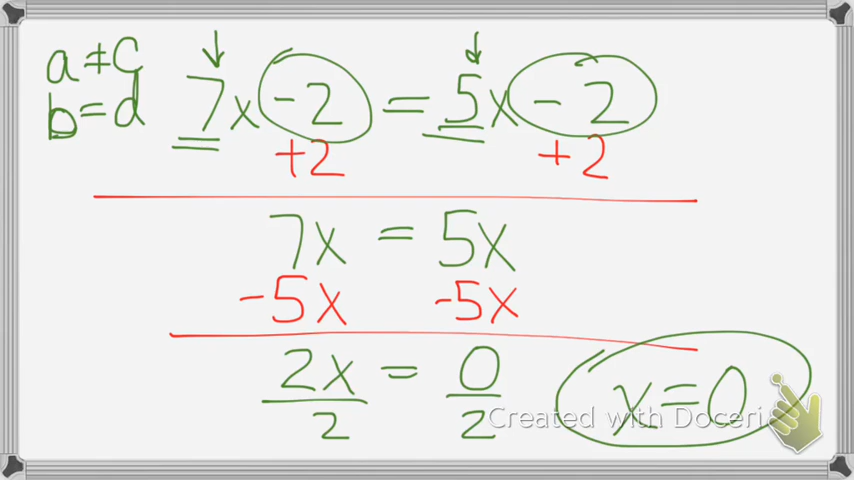 a ≠ c
b = d
7x - 2 = 5x - 2
+2 +2
7x = 5x
-5x -5x
2x/2 = 0/2
x = 0
Created with Doceri